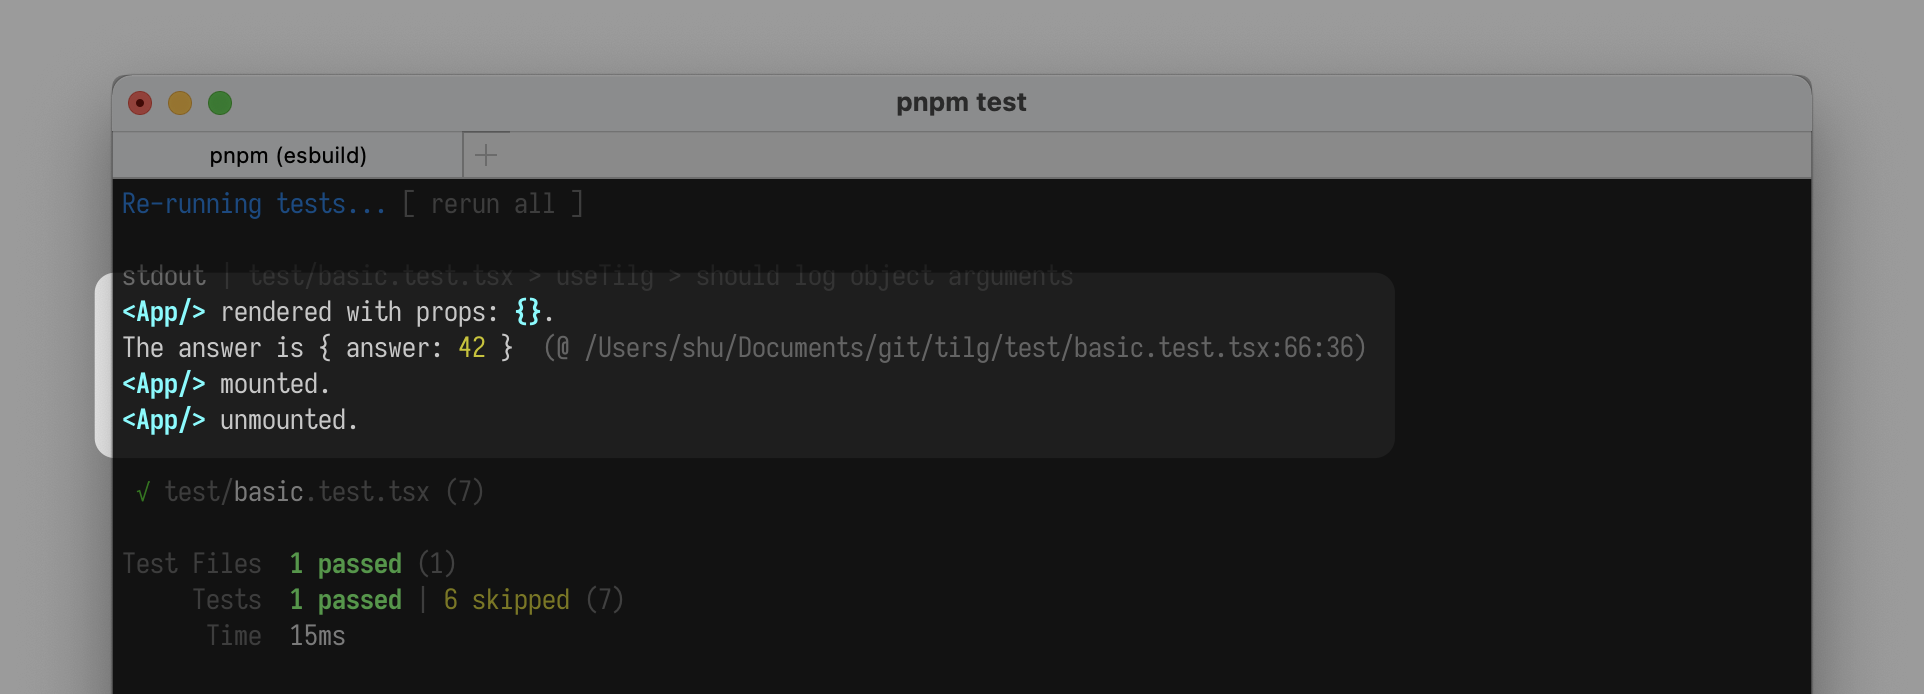 pnpm test
pnpm (esbuild)
Re-running tests... [ rerun all ]
stdout | test/basic.test.tsx > useTilg > should log object arguments
<App/> rendered with props: {}.
The answer is { answer: 42 }  (@ /Users/shu/Documents/git/tilg/test/basic.test.tsx:66:36)
<App/> mounted.
<App/> unmounted.
√ test/basic.test.tsx (7)
Test Files  1 passed (1)
Tests  1 passed | 6 skipped (7)
Time  15ms